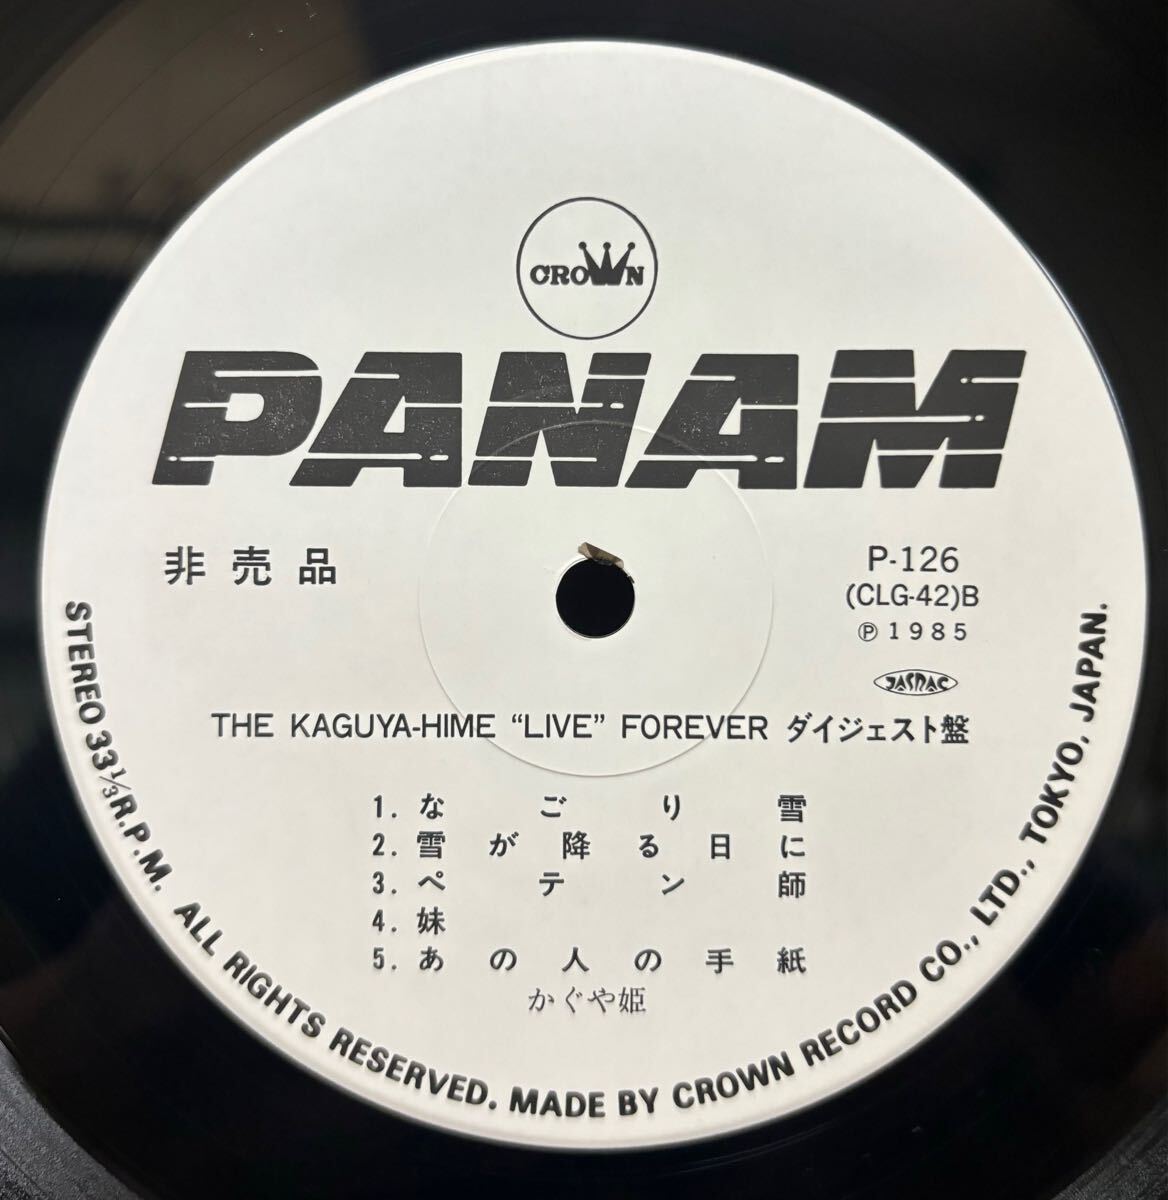 CROWN
PANAM
非売品
P-126
(CLG-42)B
Ⓟ1985
JASRAC
THE KAGUYA-HIME “LIVE” FOREVER ダイジェスト盤
1. なごり雪
2. 雪が降る日に
3. ペテン師
4. 妹
5. あの人の手紙
かぐや姫
STEREO 33⅓ R.P.M. ALL RIGHTS RESERVED. MADE BY CROWN RECORD CO., LTD., TOKYO, JAPAN.